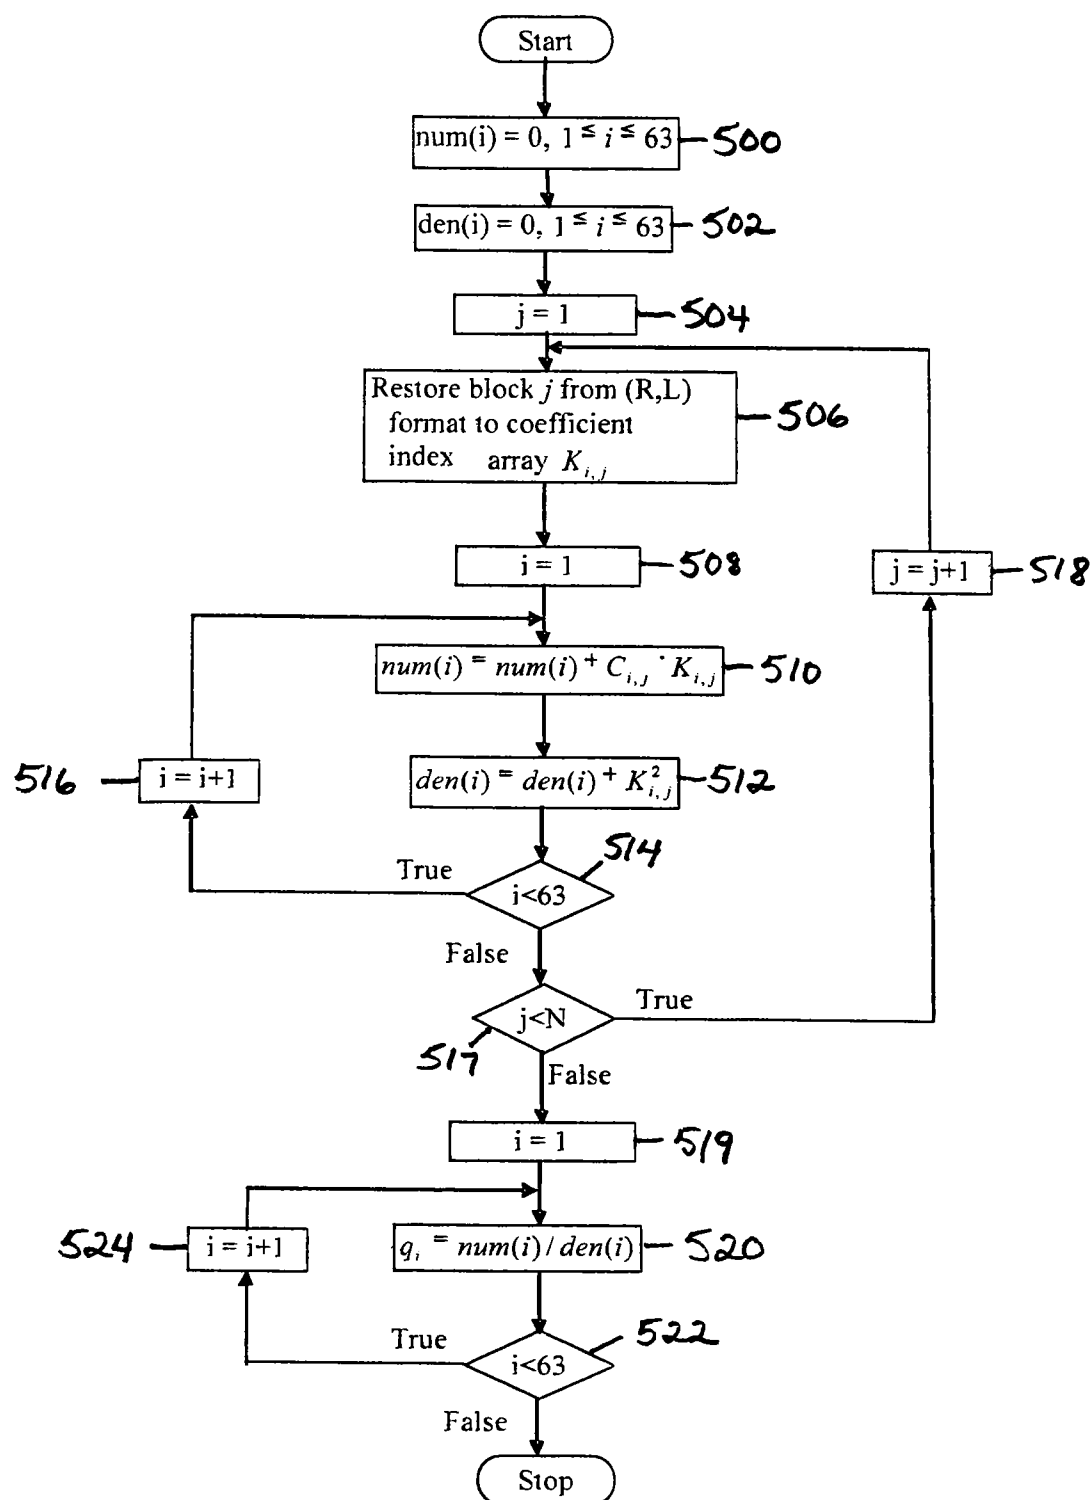 Start
num(i) = 0, 1 ≤ i ≤ 63
500
den(i) = 0, 1 ≤ i ≤ 63
502
j = 1
504
Restore block j from (R,L)
format to coefficient
index array K_{i,j}
506
i = 1
508
j = j+1
518
num(i) = num(i) + C_{i,j} · K_{i,j}
510
516
i = i+1
den(i) = den(i) + K²_{i,j}
512
514
True
i<63
False
j<N
True
517
False
i = 1
519
524
i = i+1
q_i = num(i) / den(i)
520
522
True
i<63
False
Stop